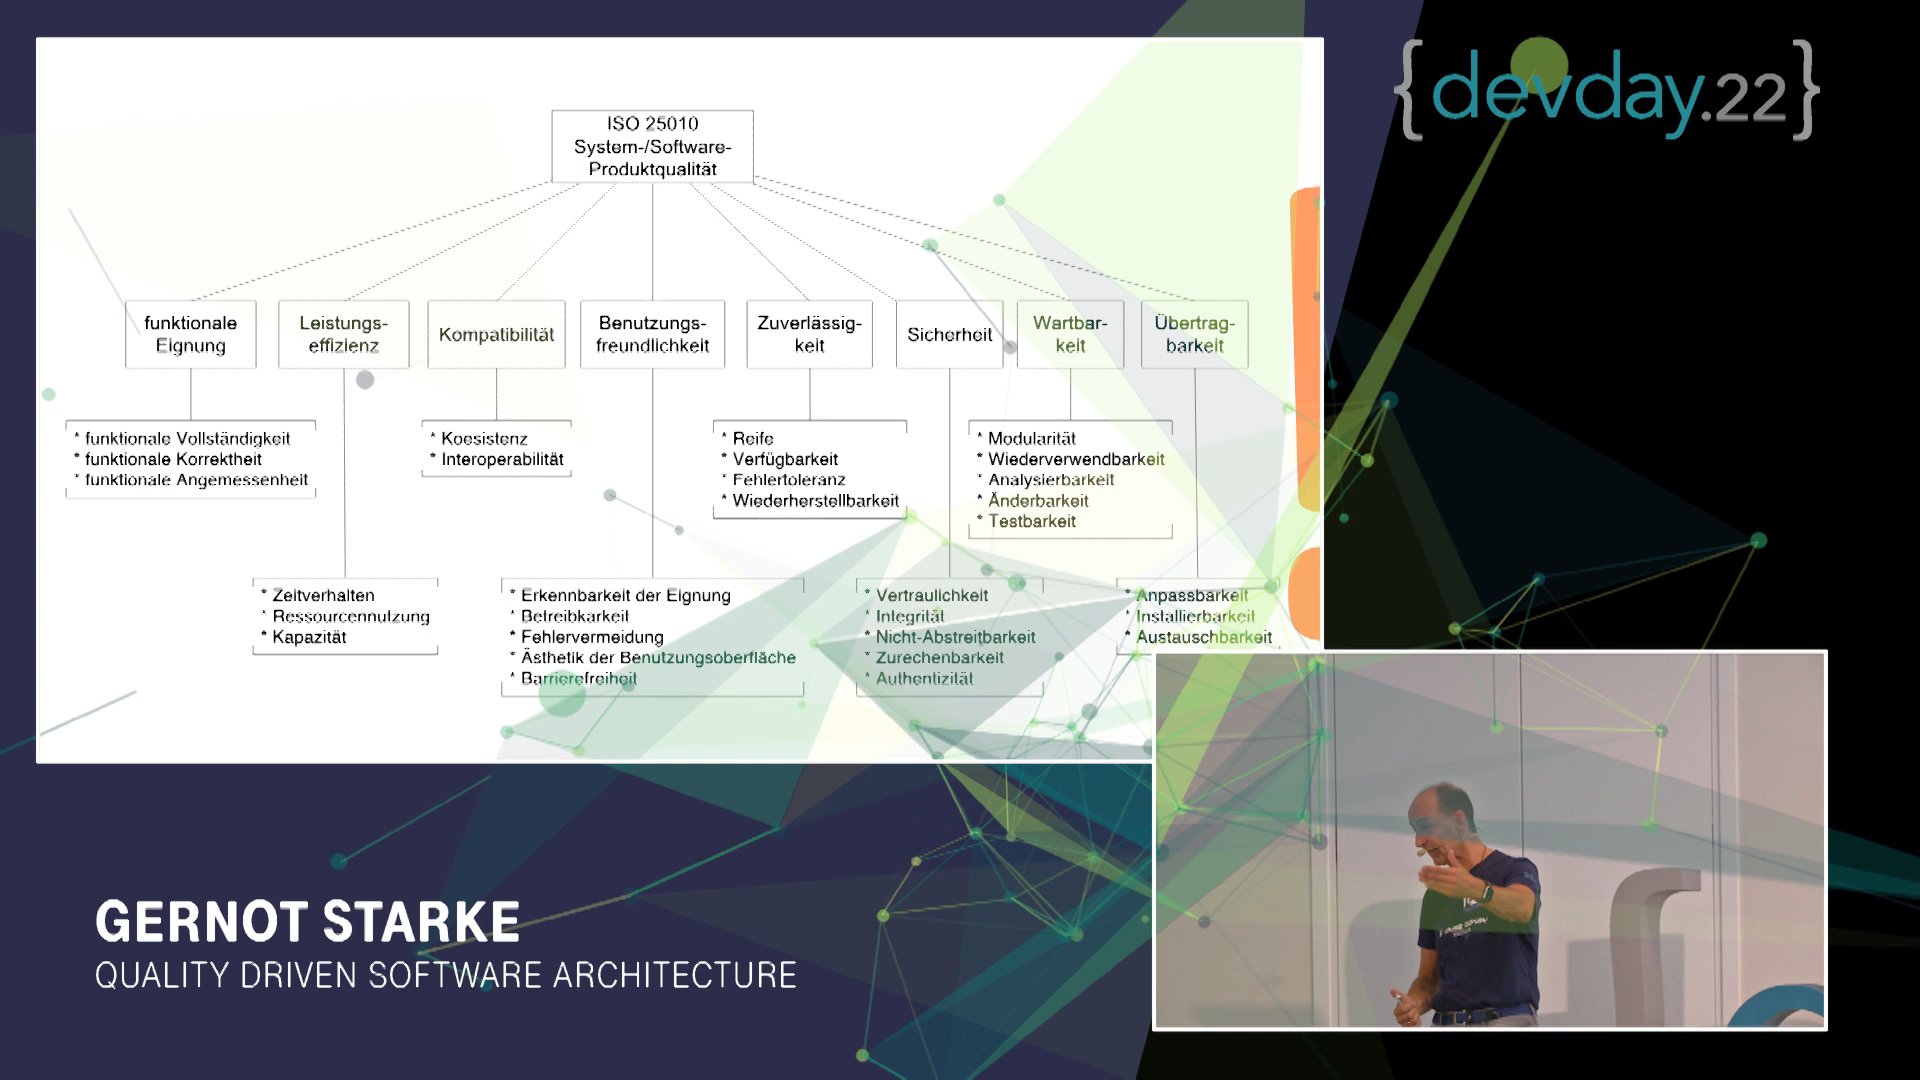 {devday.22}
ISO 25010
System-/Software-
Produktqualität
funktionale
Eignung
Leistungs-
effizienz
Kompatibilität
Benutzungs-
freundlichkeit
Zuverlässig-
keit
Sicherheit
Wartbar-
keit
Übertrag-
barkeit
* funktionale Vollständigkeit
* funktionale Korrektheit
* funktionale Angemessenheit
* Koesistenz
* Interoperabilität
* Reife
* Verfügbarkeit
* Fehlertoleranz
* Wiederherstellbarkeit
* Modularität
* Wiederverwendbarkeit
* Analysierbarkeit
* Änderbarkeit
* Testbarkeit
* Zeitverhalten
* Ressourcennutzung
* Kapazität
* Erkennbarkeit der Eignung
* Betreibkarkeit
* Fehlervermeidung
* Ästhetik der Benutzungsoberfläche
* Barrierefreiheit
* Vertraulichkeit
* Integrität
* Nicht-Abstreitbarkeit
* Zurechenbarkeit
* Authentizität
* Anpassbarkeit
* Installierbarkeit
* Austauschbarkeit
GERNOT STARKE
QUALITY DRIVEN SOFTWARE ARCHITECTURE